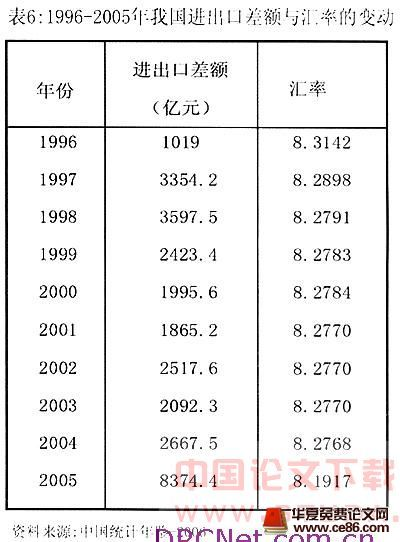 表6:1996-2005年我国进出口差额与汇率的变动
年份 进出口差额(亿元) 汇率
1996 1019 8.3142
1997 3354.2 8.2898
1998 3597.5 8.2791
1999 2423.4 8.2783
2000 1995.6 8.2784
2001 1865.2 8.2770
2002 2517.6 8.2770
2003 2092.3 8.2770
2004 2667.5 8.2768
2005 8374.4 8.1917
中国论文下载
资料来源:中国统计年鉴
DPCNet.com.cn
华夏免费论文网
www.ce86.com